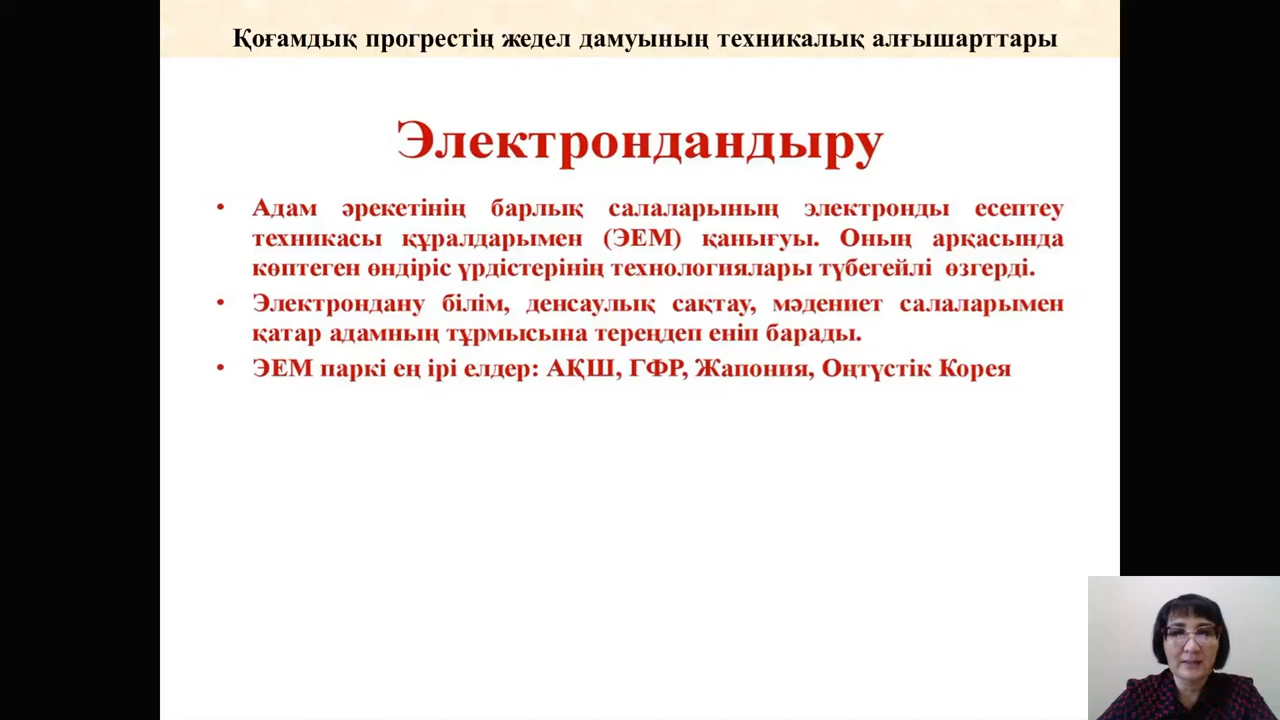 Қоғамдық прогрестің жедел дамуының техникалық алғышарттары
Электрондандыру
• Адам әрекетінің барлық салаларының электронды есептеу
техникасы құралдарымен (ЭЕМ) қанығуы. Оның арқасында
көптеген өндіріс үрдістерінің технологиялары түбегейлі өзгерді.
• Электрондану білім, денсаулық сақтау, мәдениет салаларымен
қатар адамның тұрмысына тереңдеп еніп барады.
• ЭЕМ паркі ең ірі елдер: АҚШ, ГФР, Жапония, Оңтүстік Корея